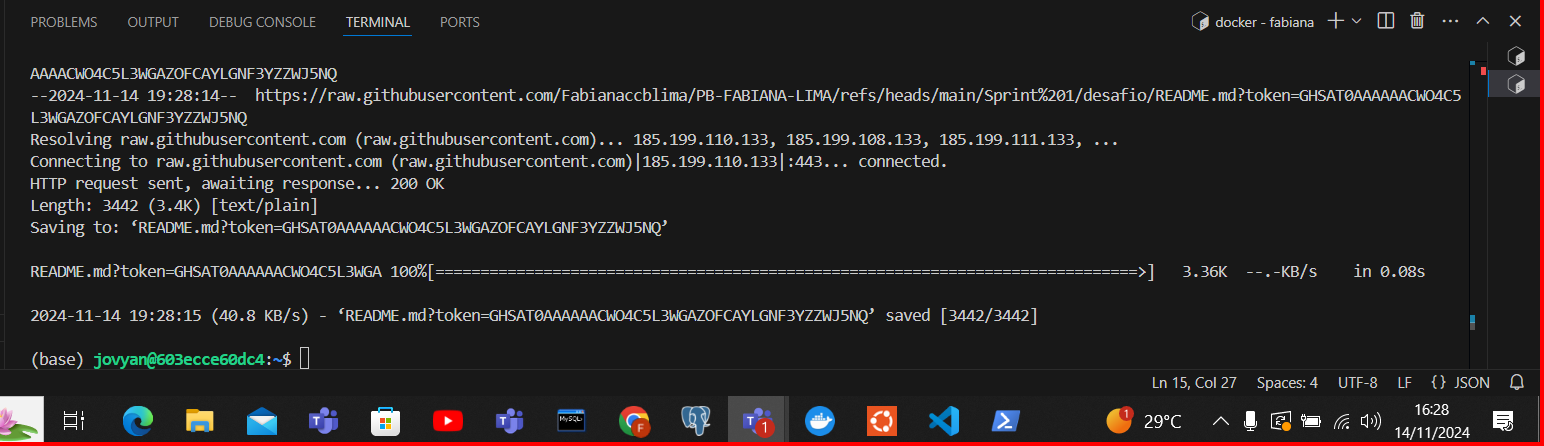 PROBLEMS OUTPUT DEBUG CONSOLE TERMINAL PORTS docker - fabiana
AAAACWO4C5L3WGAZOFCAYLGNF3YZZWJ5NQ
--2024-11-14 19:28:14-- https://raw.githubusercontent.com/Fabianaccblima/PB-FABIANA-LIMA/refs/heads/main/Sprint%201/desafio/README.md?token=GHSAT0AAAAAACWO4C5
L3WGAZOFCAYLGNF3YZZWJ5NQ
Resolving raw.githubusercontent.com (raw.githubusercontent.com)... 185.199.110.133, 185.199.108.133, 185.199.111.133, ...
Connecting to raw.githubusercontent.com (raw.githubusercontent.com)|185.199.110.133|:443... connected.
HTTP request sent, awaiting response... 200 OK
Length: 3442 (3.4K) [text/plain]
Saving to: ‘README.md?token=GHSAT0AAAAAACWO4C5L3WGAZOFCAYLGNF3YZZWJ5NQ’
README.md?token=GHSAT0AAAAAACWO4C5L3WGA 100%[==============================================================================>] 3.36K --.-KB/s in 0.08s
2024-11-14 19:28:15 (40.8 KB/s) - ‘README.md?token=GHSAT0AAAAAACWO4C5L3WGAZOFCAYLGNF3YZZWJ5NQ’ saved [3442/3442]
(base) jovyan@603ecce60dc4:~$
Ln 15, Col 27 Spaces: 4 UTF-8 LF {} JSON
MySQL F 1 1 29°C 16:28
14/11/2024